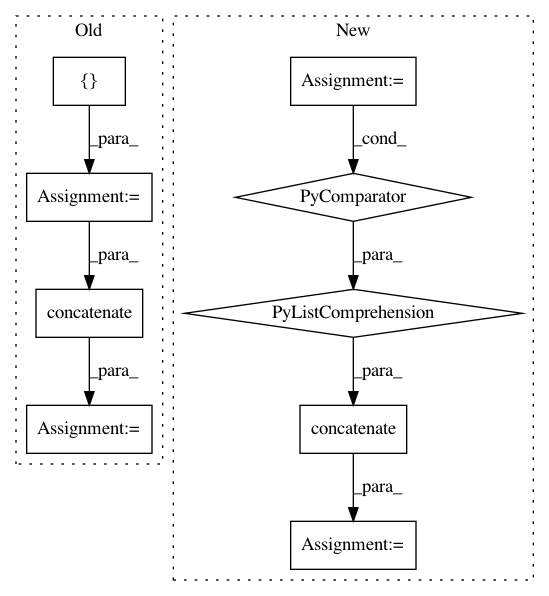 Old
New
{}
Assignment:=
_para_
_cond_
Assignment:=
PyComparator
_para_
_para_
concatenate
PyListComprehension
_para_
_para_
Assignment:=
concatenate
_para_
Assignment:=